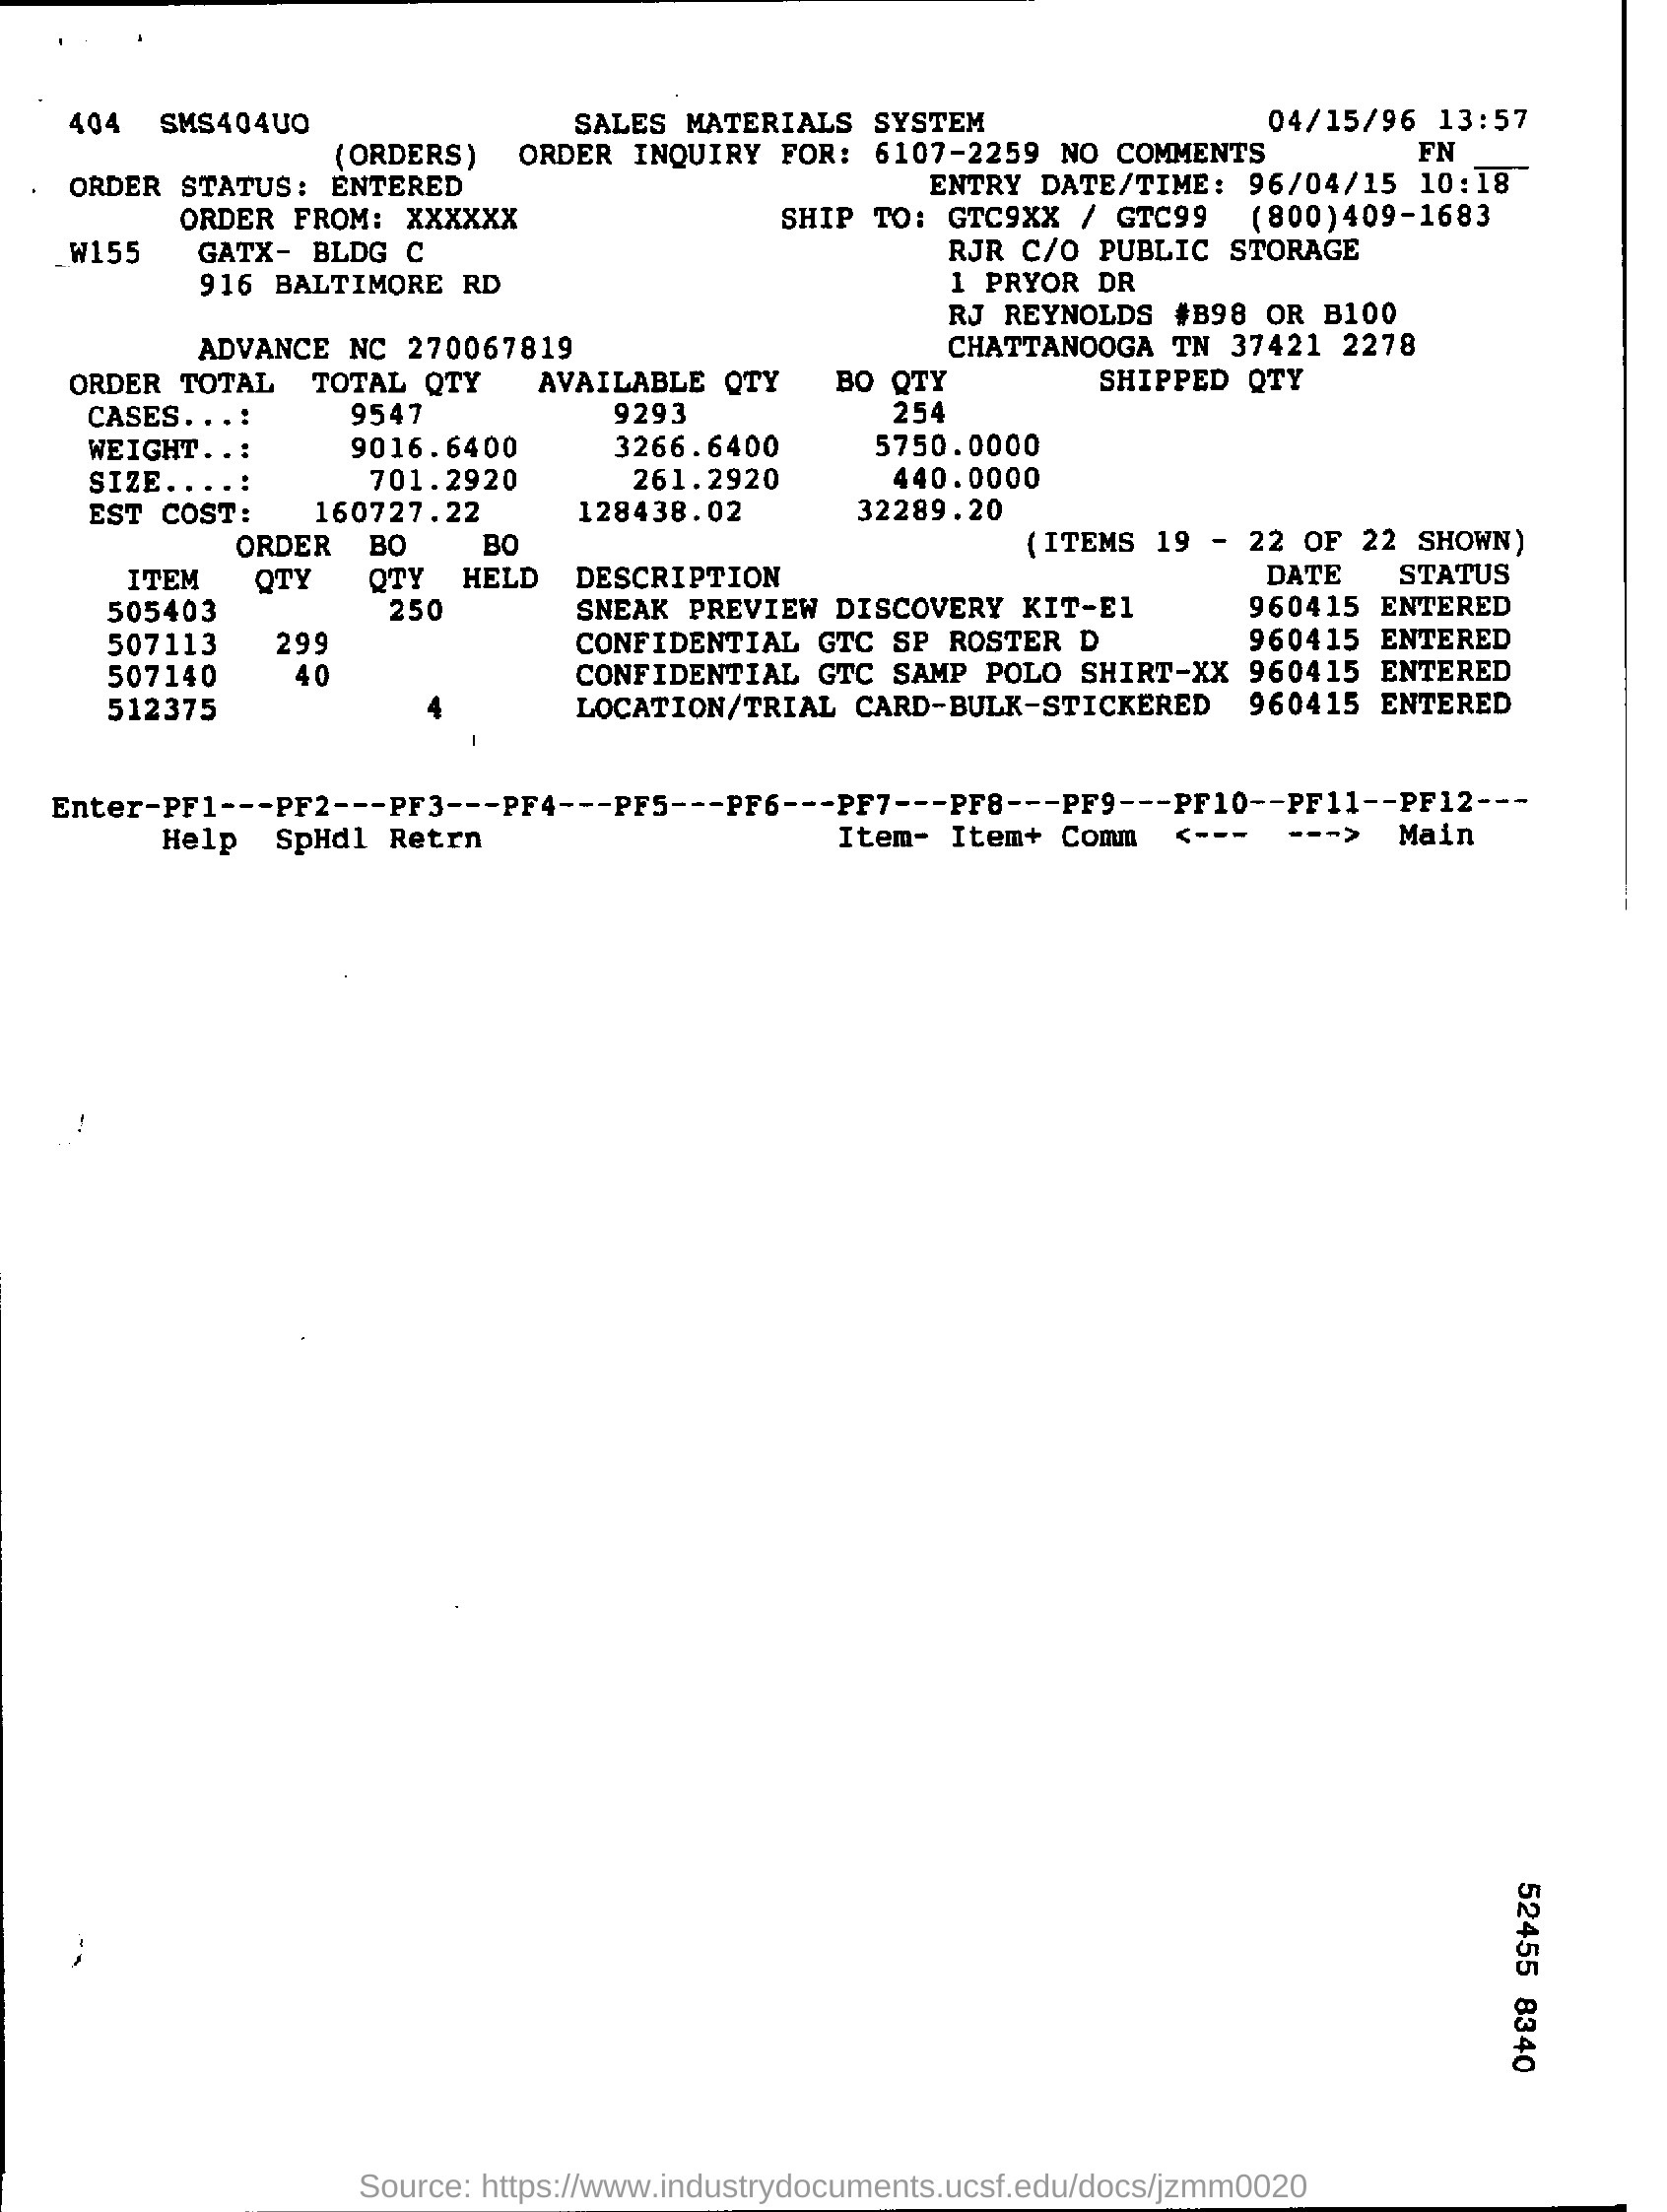 404 SMS404UO SALES MATERIALS SYSTEM 04/15/96 13:57
(ORDERS) ORDER INQUIRY FOR: 6107-2259 NO COMMENTS FN ___
ORDER STATUS: ENTERED ENTRY DATE/TIME: 96/04/15 10:18
ORDER FROM: XXXXXX SHIP TO: GTC9XX / GTC99 (800)409-1683
_W155 GATX- BLDG C RJR C/O PUBLIC STORAGE
916 BALTIMORE RD 1 PRYOR DR
RJ REYNOLDS #B98 OR B100
ADVANCE NC 270067819 CHATTANOOGA TN 37421 2278
ORDER TOTAL TOTAL QTY AVAILABLE QTY BO QTY SHIPPED QTY
CASES...: 9547 9293 254
WEIGHT..: 9016.6400 3266.6400 5750.0000
SIZE....: 701.2920 261.2920 440.0000
EST COST: 160727.22 128438.02 32289.20
ORDER BO BO (ITEMS 19 - 22 OF 22 SHOWN)
ITEM QTY QTY HELD DESCRIPTION DATE STATUS
505403 250 SNEAK PREVIEW DISCOVERY KIT-E1 960415 ENTERED
507113 299 CONFIDENTIAL GTC SP ROSTER D 960415 ENTERED
507140 40 CONFIDENTIAL GTC SAMP POLO SHIRT-XX 960415 ENTERED
512375 4 LOCATION/TRIAL CARD-BULK-STICKERED 960415 ENTERED
Enter-PF1---PF2---PF3---PF4---PF5---PF6---PF7---PF8---PF9---PF10--PF11--PF12---
Help SpHdl Retrn Item- Item+ Comm <--- ---> Main
52455 8340
Source: https://www.industrydocuments.ucsf.edu/docs/jzmm0020